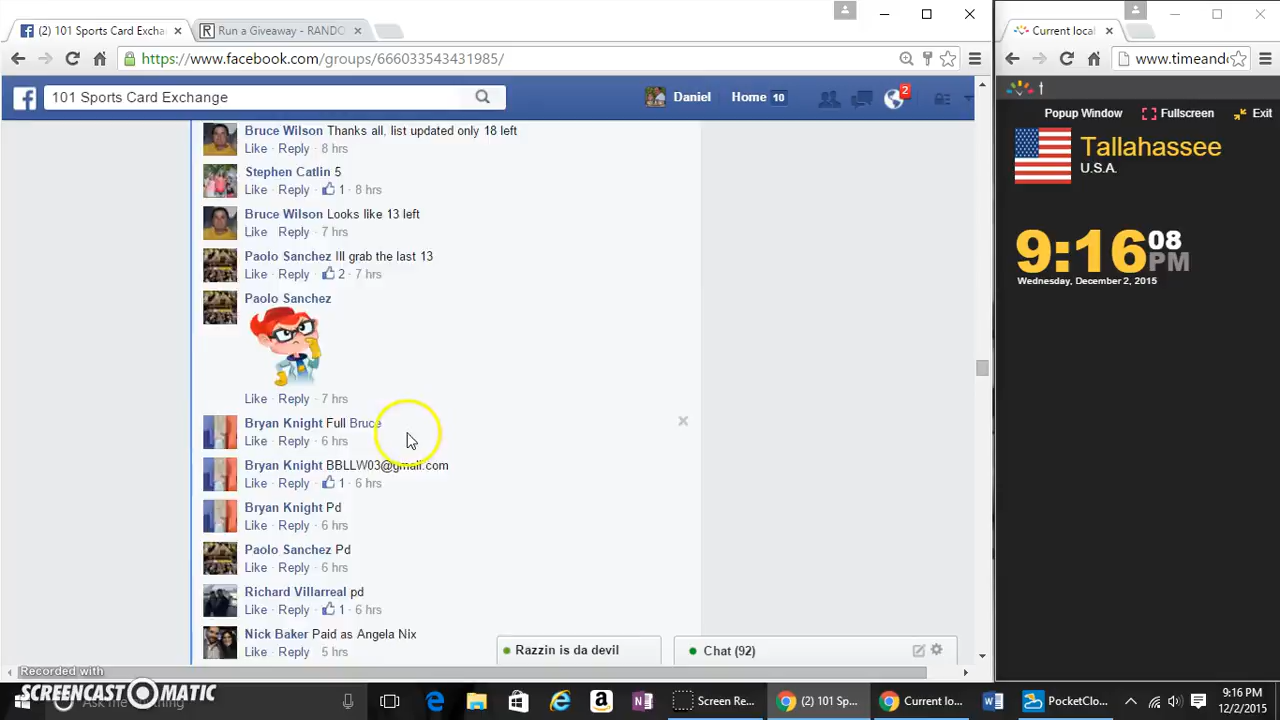 (2) 101 Sports Card Excha
Run a Giveaway - RANDO
Current local
https://www.facebook.com/groups/666033543431985/
www.timeand
101 Sports Card Exchange
Daniel
Home 10
2
Popup Window
Fullscreen
Exit
Tallahassee
U.S.A.
9:16 08 PM
Wednesday, December 2, 2015
Bruce Wilson Thanks all, list updated only 18 left
Like · Reply · 8 hrs
Stephen Catlin 5
Like · Reply · 1 · 8 hrs
Bruce Wilson Looks like 13 left
Like · Reply · 7 hrs
Paolo Sanchez Ill grab the last 13
Like · Reply · 2 · 7 hrs
Paolo Sanchez
Like · Reply · 7 hrs
Bryan Knight Full Bruce
Like · Reply · 6 hrs
Bryan Knight BBLLW03@gmail.com
Like · Reply · 1 · 6 hrs
Bryan Knight Pd
Like · Reply · 6 hrs
Paolo Sanchez Pd
Like · Reply · 6 hrs
Richard Villarreal pd
Like · Reply · 1 · 6 hrs
Nick Baker Paid as Angela Nix
Like · Reply · 5 hrs
Razzin is da devil
Chat (92)
Recorded with
SCREENCAST-O-MATIC
Screen Re...
(2) 101 Sp...
Current lo...
PocketClo...
9:16 PM
12/2/2015